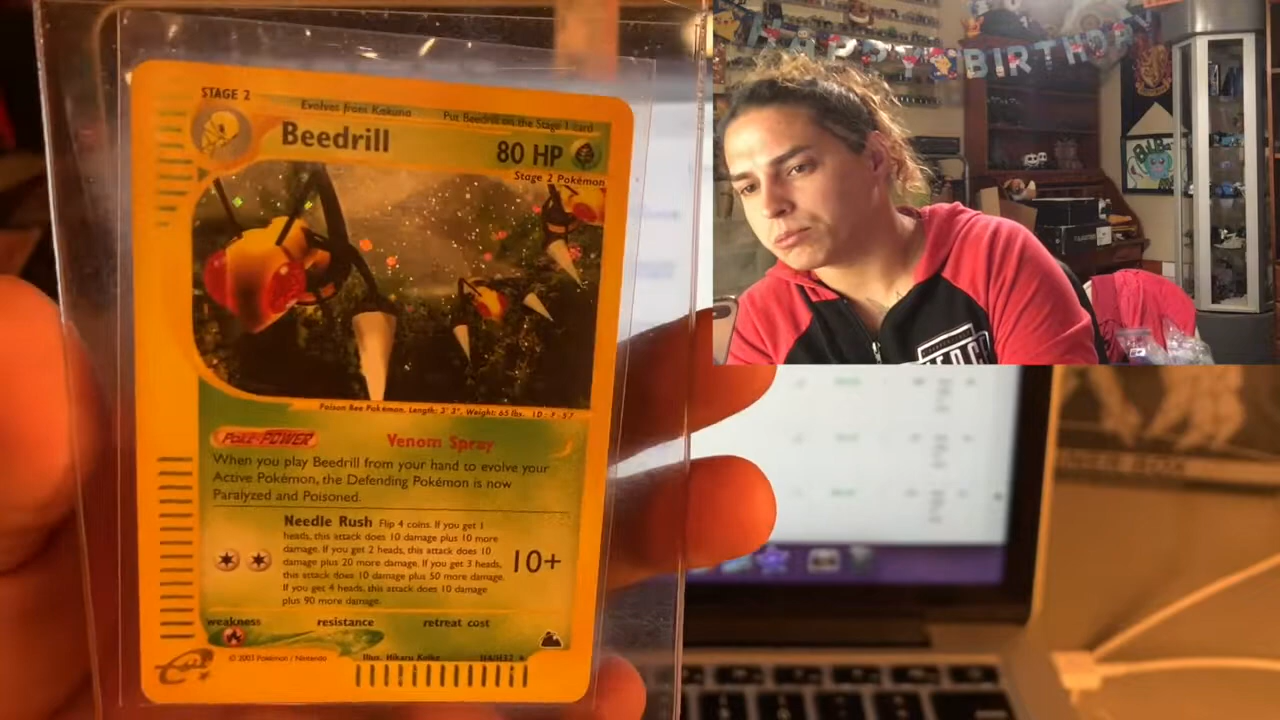 STAGE 2
Evolves from Kakuna
Put Beedrill on the Stage 1 card
Beedrill
80 HP
Stage 2 Pokémon
Poison Bee Pokémon. Length: 3' 3", Weight: 65 lbs.
Poké-POWER
Venom Spray
When you play Beedrill from your hand to evolve your
Active Pokémon, the Defending Pokémon is now
Paralyzed and Poisoned.
Needle Rush Flip 4 coins. If you get 1
heads, this attack does 10 damage plus 10 more
damage. If you get 2 heads, this attack does 10
damage plus 20 more damage. If you get 3 heads,
this attack does 10 damage plus 50 more damage.
If you get 4 heads, this attack does 10 damage
plus 90 more damage.
10+
weakness
resistance
retreat cost
© 2003 Pokémon / Nintendo
Illus. Hikaru Koike
H4/H32
HAPPY BIRTHDAY